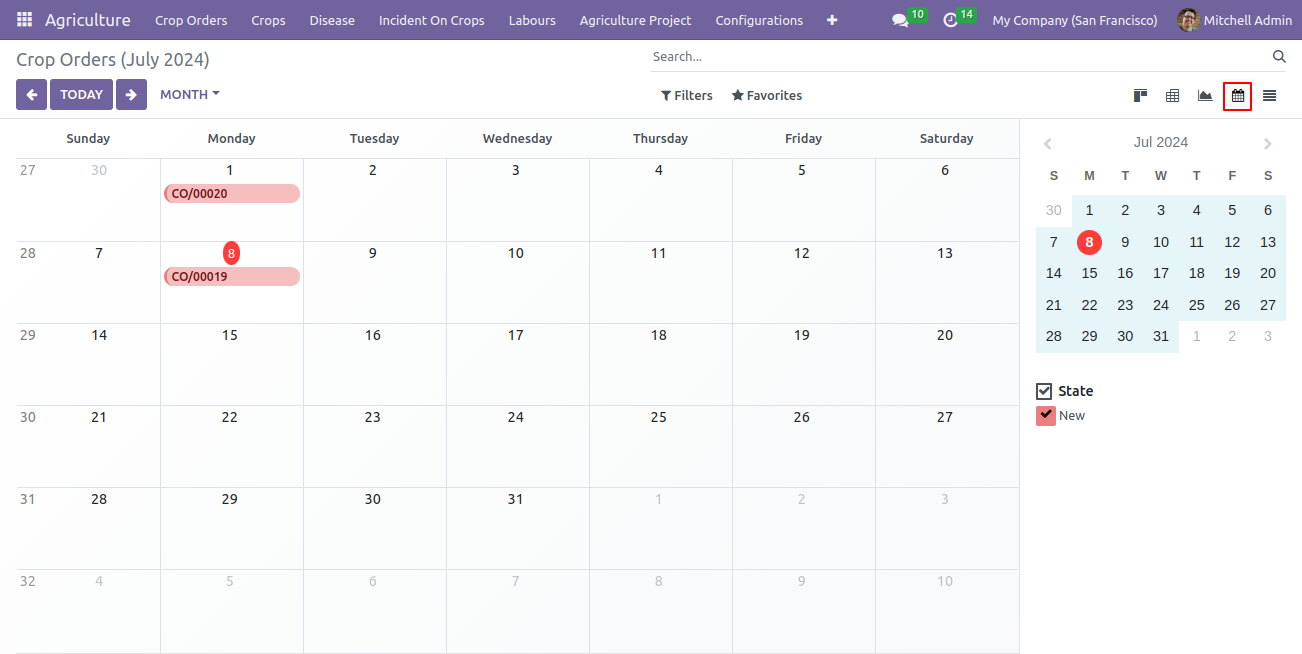 Agriculture Crop Orders Crops Disease Incident On Crops Labours Agriculture Project Configurations 10 14 My Company (San Francisco) Mitchell Admin
Crop Orders (July 2024) Search...
TODAY MONTH Filters Favorites
Sunday Monday Tuesday Wednesday Thursday Friday Saturday
27 30 1 2 3 4 5 6
CO/00020
28 7 8 9 10 11 12 13
CO/00019
29 14 15 16 17 18 19 20
30 21 22 23 24 25 26 27
31 28 29 30 31 1 2 3
32 4 5 6 7 8 9 10
Jul 2024
S M T W T F S
30 1 2 3 4 5 6
7 8 9 10 11 12 13
14 15 16 17 18 19 20
21 22 23 24 25 26 27
28 29 30 31 1 2 3
State
New